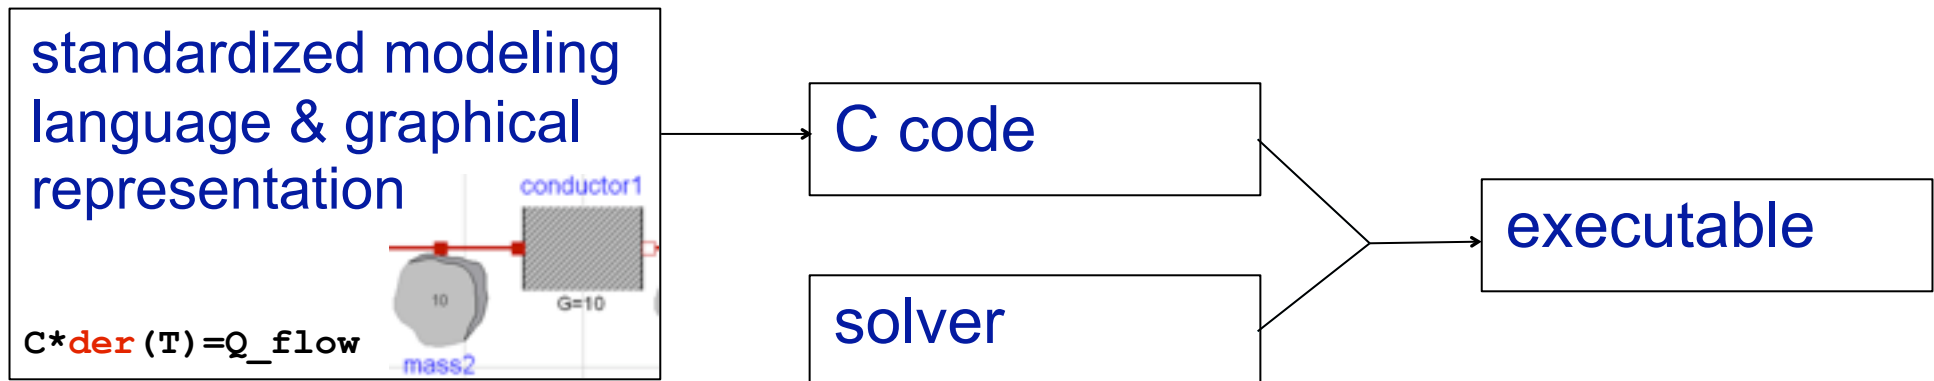 standardized modeling
language & graphical
representation
conductor1
10
G=10
C*der(T)=Q_flow
mass2
C code
solver
executable